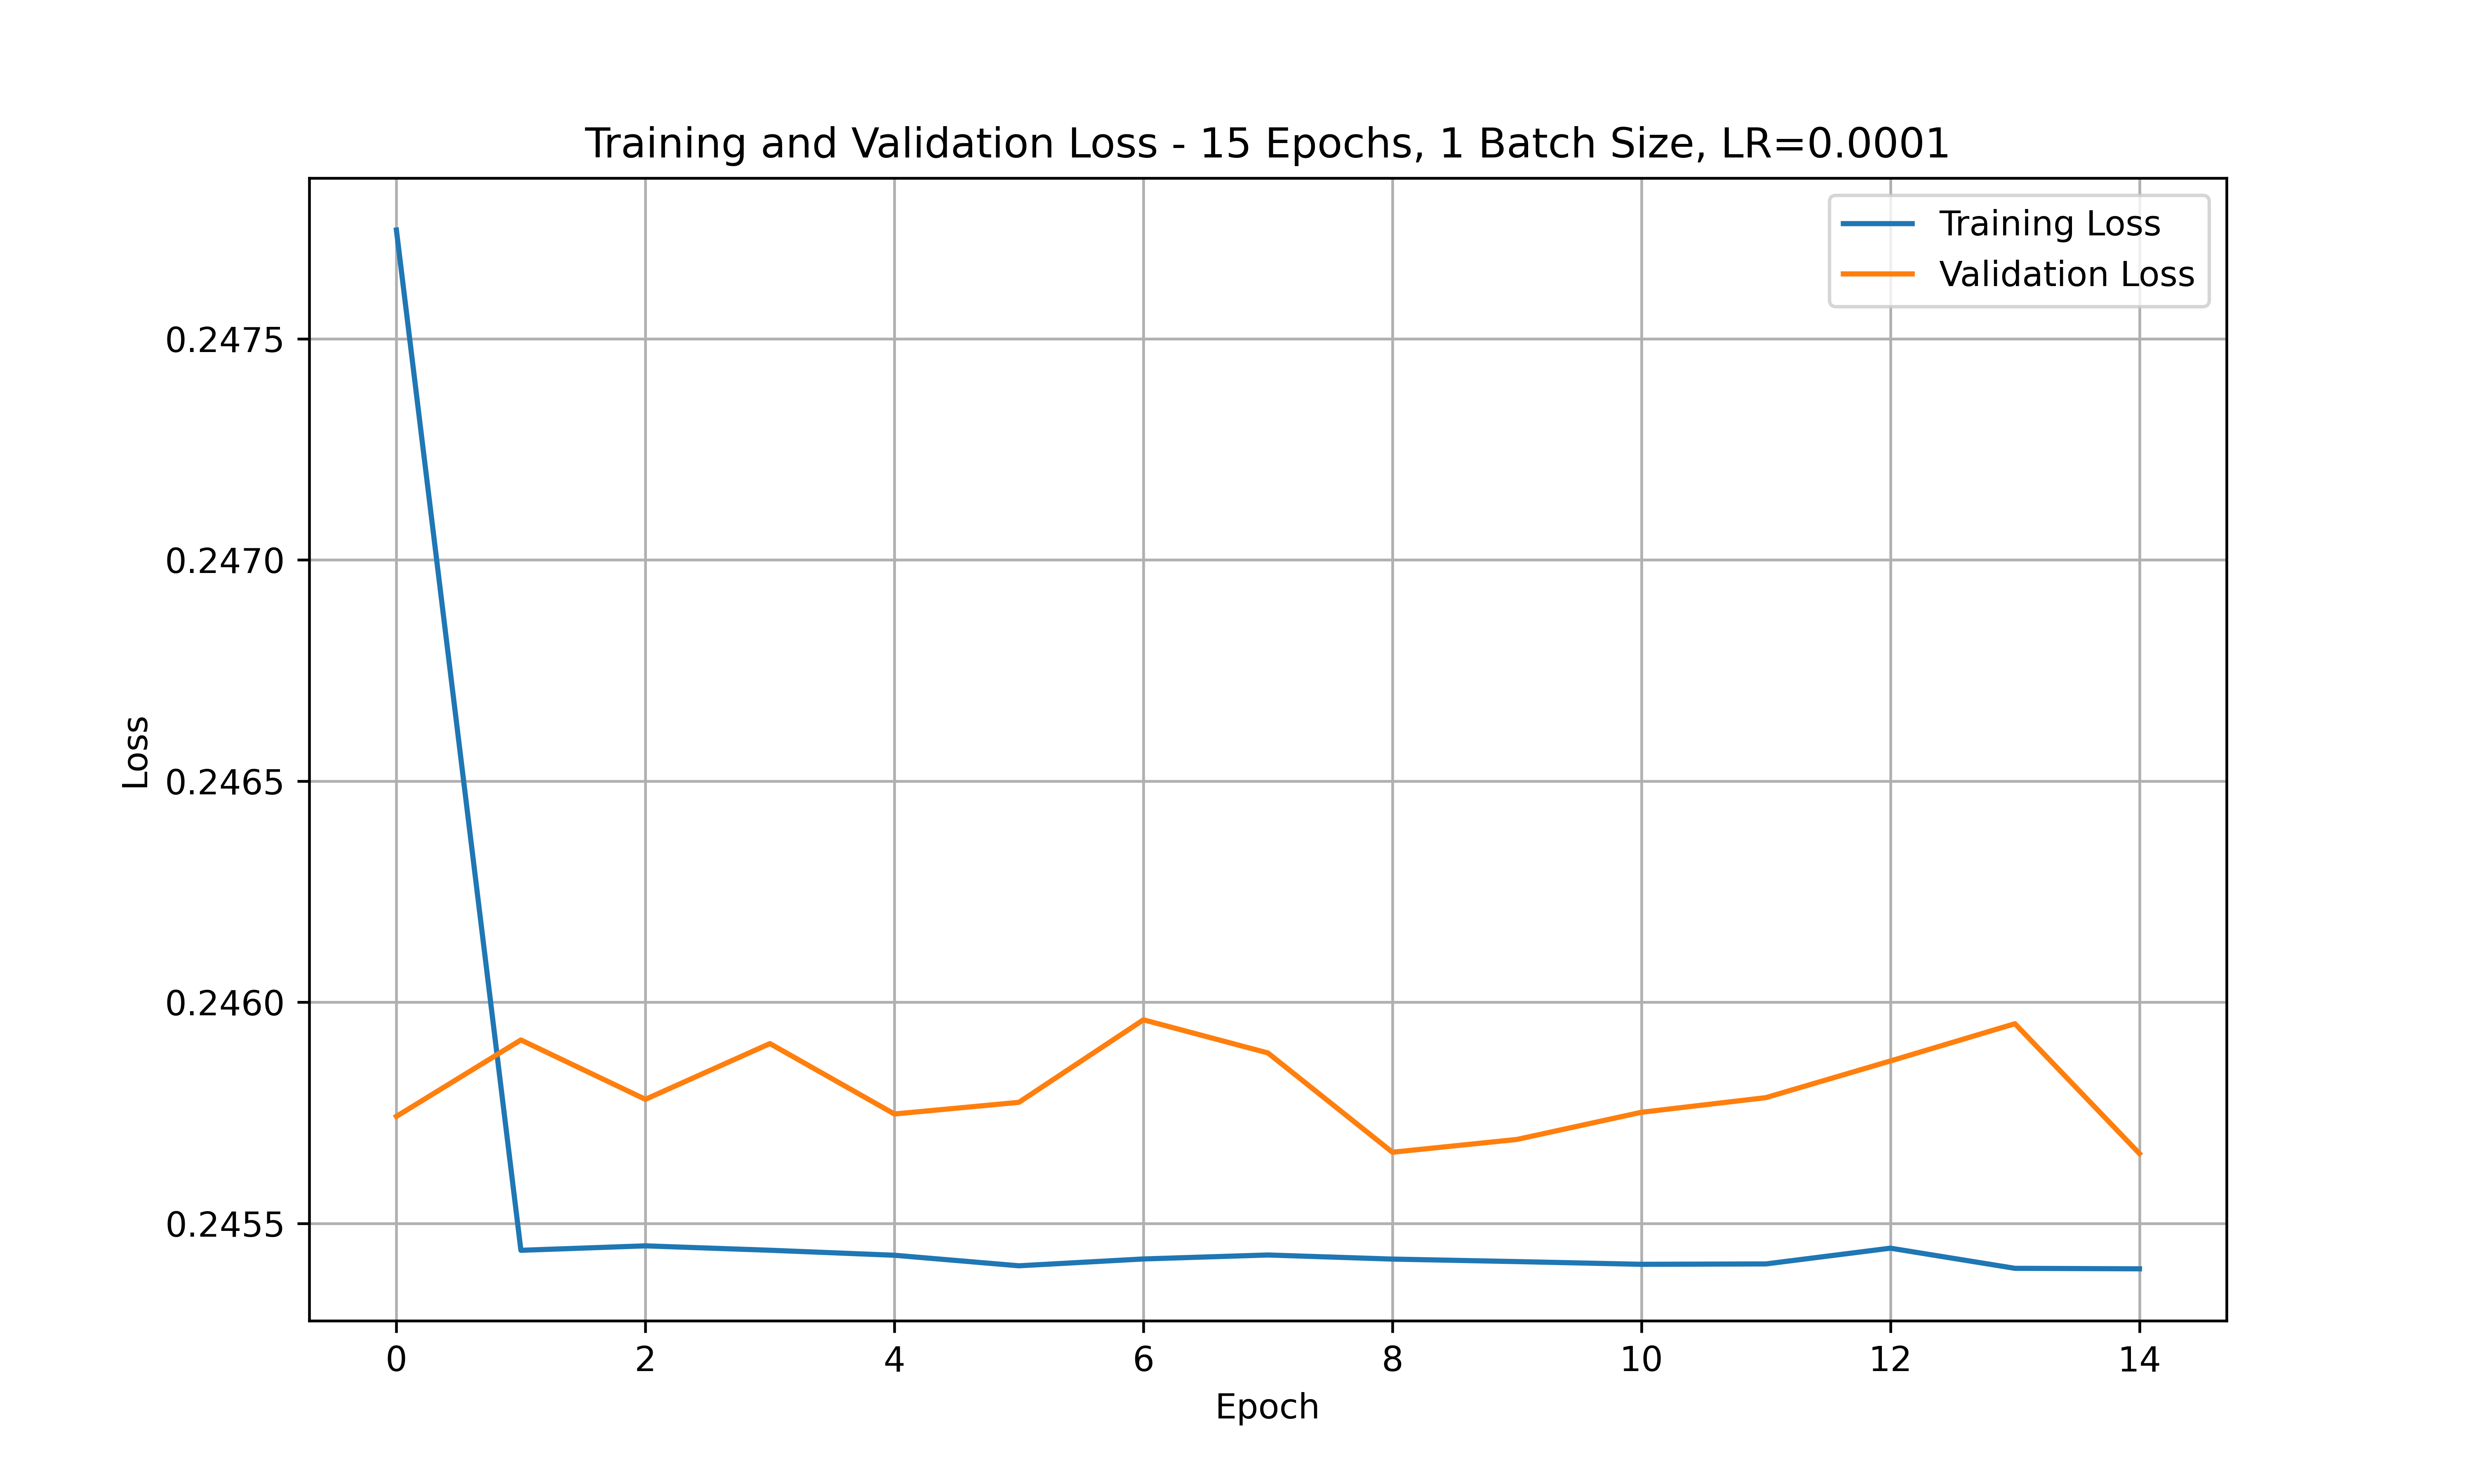 Training and Validation Loss - 15 Epochs, 1 Batch Size, LR=0.0001
Training Loss
Validation Loss
0.2475
0.2470
0.2465
0.2460
0.2455
Loss
0 2 4 6 8 10 12 14
Epoch